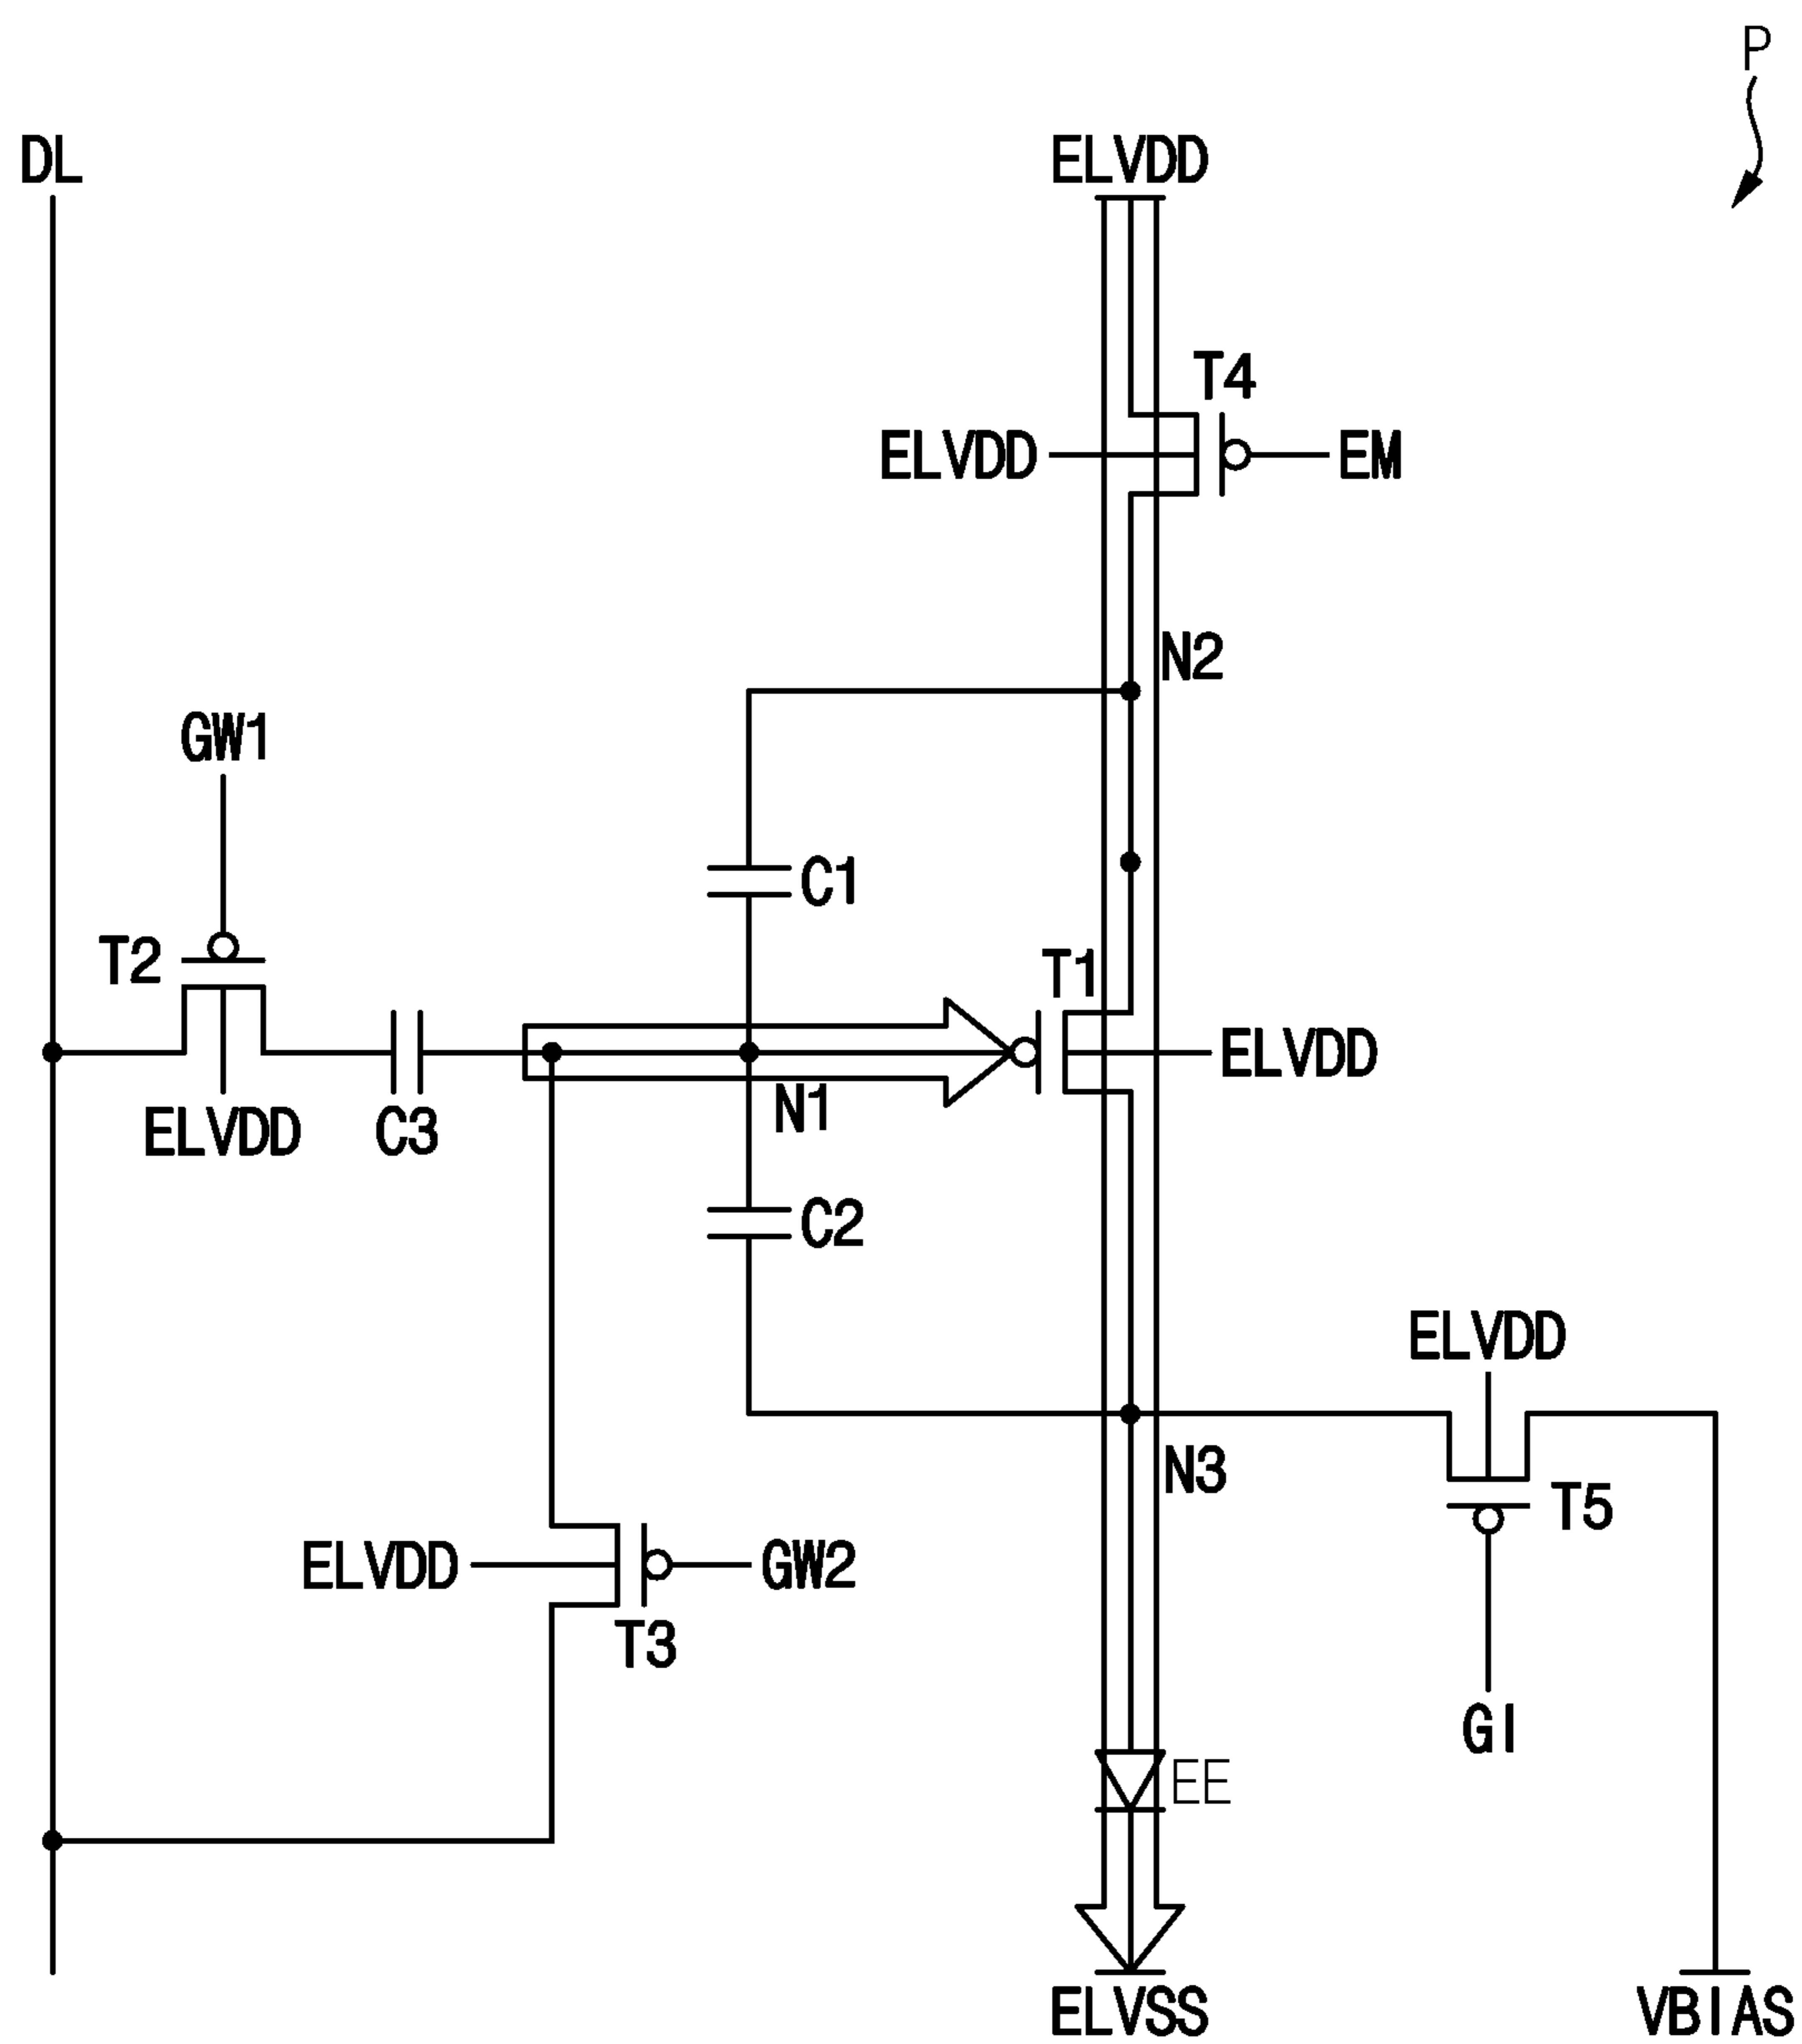 P
DL
ELVDD
T4
ELVDD
EM
N2
GW1
C1
T2
T1
ELVDD
N1
ELVDD
C3
C2
ELVDD
N3
T5
ELVDD
GW2
T3
GI
EE
ELVSS
VBIAS